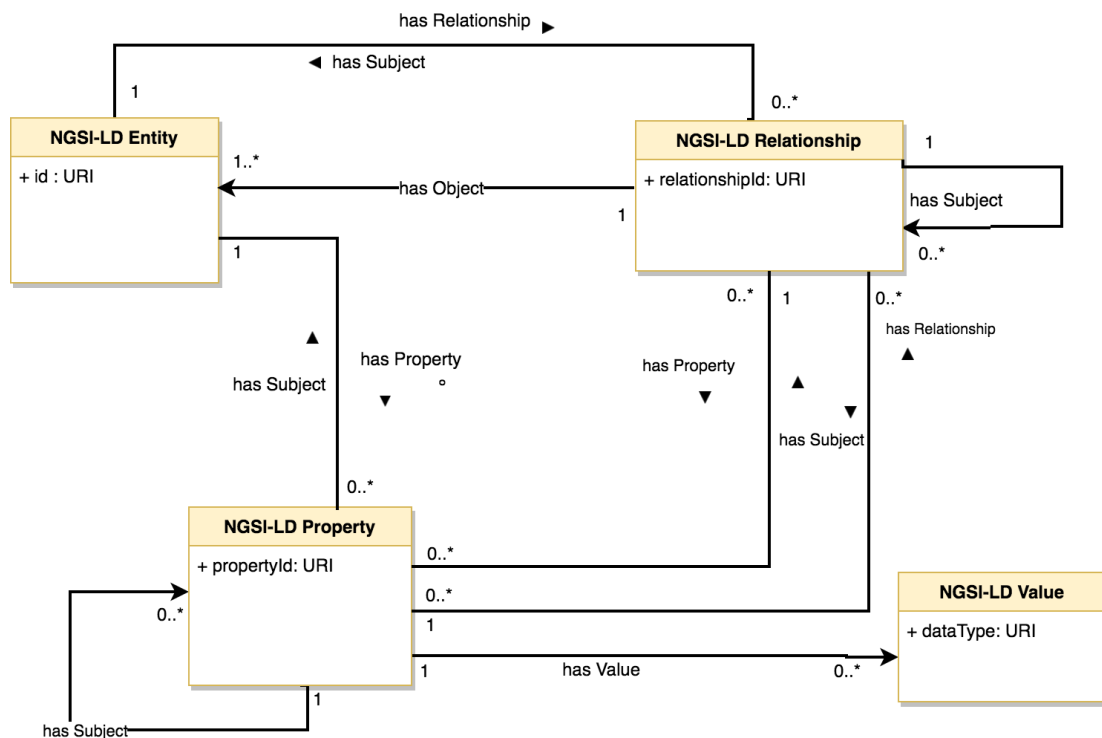 has Relationship
has Subject
1
0..*
NGSI-LD Entity
+ id : URI
NGSI-LD Relationship
+ relationshipId: URI
1
1..*
has Object
1
has Subject
0..*
1
0..*
1
0..*
has Relationship
has Property
has Subject
has Property
has Subject
0..*
NGSI-LD Property
+ propertyId: URI
0..*
0..*
1
0..*
NGSI-LD Value
+ dataType: URI
1
has Value
0..*
1
has Subject